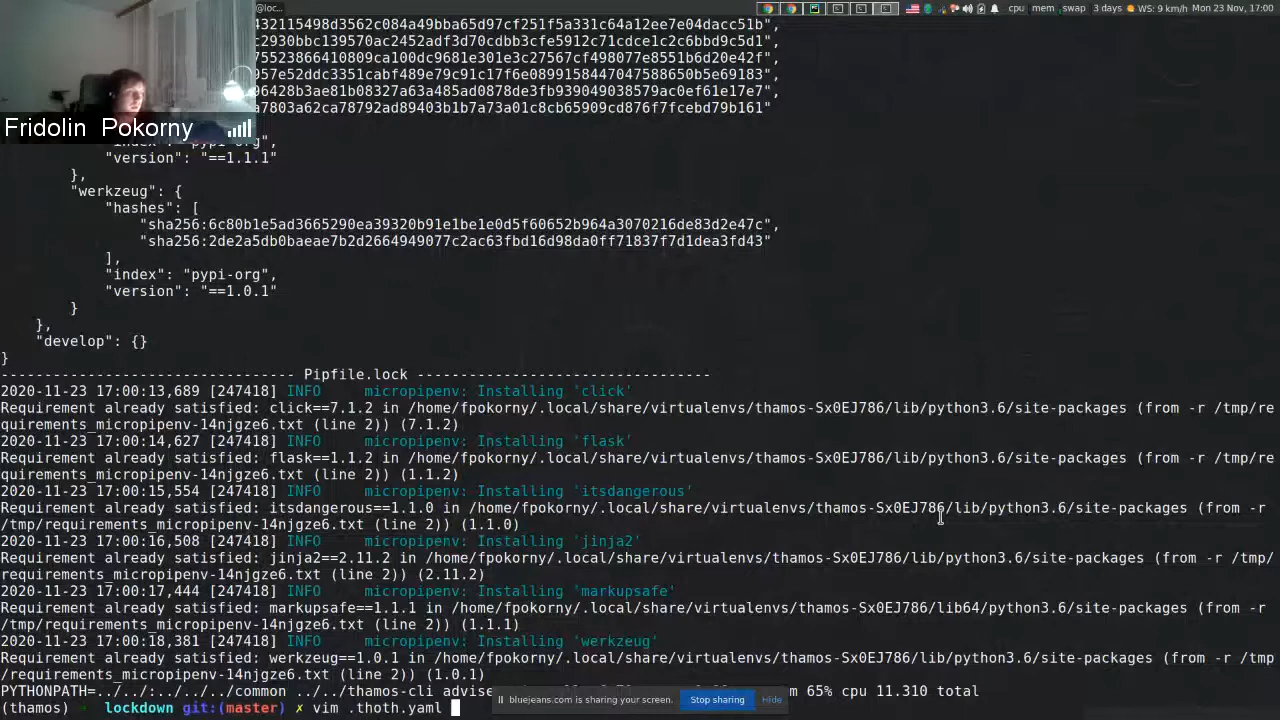 432115498d3562c084a49bba65d97cf251f5a331c64a12ee7e04dacc51b",
@loc...
cpu mem swap 3 days WS: 9 km/h Mon 23 Nov, 17:00
c2930bbc139570ac2452adf3d70cdbb3cfe5912c71cdce1c2c6bbd9c5d1",
75523866410809ca100dc9681e301e3c27567cf498077e8551b6d20e42f",
957e52ddc3351cabf489e79c91c17f6e0899158447047588650b5e69183",
96428b3ae81b08327a63a485ad0878de3fb939049038579ac0ef61e17e7",
a7803a62ca78792ad89403b1b7a73a01c8cb65909cd876f7fcebd79b161"
Fridolin Pokorny
"index": "pypi-org",
"version": "==1.1.1"
},
"werkzeug": {
"hashes": [
"sha256:6c80b1e5ad3665290ea39320b91e1be1e0d5f60652b964a3070216de83d2e47c",
"sha256:2de2a5db0baeae7b2d2664949077c2ac63fbd16d98da0ff71837f7d1dea3fd43"
],
"index": "pypi-org",
"version": "==1.0.1"
}
},
"develop": {}
}
---------------------------------- Pipfile.lock ----------------------------------
2020-11-23 17:00:13,689 [247418] INFO micropipenv: Installing 'click'
Requirement already satisfied: click==7.1.2 in /home/fpokorny/.local/share/virtualenvs/thamos-Sx0EJ786/lib/python3.6/site-packages (from -r /tmp/re
quirements_micropipenv-14njgze6.txt (line 2)) (7.1.2)
2020-11-23 17:00:14,627 [247418] INFO micropipenv: Installing 'flask'
Requirement already satisfied: flask==1.1.2 in /home/fpokorny/.local/share/virtualenvs/thamos-Sx0EJ786/lib/python3.6/site-packages (from -r /tmp/re
quirements_micropipenv-14njgze6.txt (line 2)) (1.1.2)
2020-11-23 17:00:15,554 [247418] INFO micropipenv: Installing 'itsdangerous'
Requirement already satisfied: itsdangerous==1.1.0 in /home/fpokorny/.local/share/virtualenvs/thamos-Sx0EJ786/lib/python3.6/site-packages (from -r
/tmp/requirements_micropipenv-14njgze6.txt (line 2)) (1.1.0)
2020-11-23 17:00:16,508 [247418] INFO micropipenv: Installing 'jinja2'
Requirement already satisfied: jinja2==2.11.2 in /home/fpokorny/.local/share/virtualenvs/thamos-Sx0EJ786/lib/python3.6/site-packages (from -r /tmp/
requirements_micropipenv-14njgze6.txt (line 2)) (2.11.2)
2020-11-23 17:00:17,444 [247418] INFO micropipenv: Installing 'markupsafe'
Requirement already satisfied: markupsafe==1.1.1 in /home/fpokorny/.local/share/virtualenvs/thamos-Sx0EJ786/lib64/python3.6/site-packages (from -r
/tmp/requirements_micropipenv-14njgze6.txt (line 2)) (1.1.1)
2020-11-23 17:00:18,381 [247418] INFO micropipenv: Installing 'werkzeug'
Requirement already satisfied: werkzeug==1.0.1 in /home/fpokorny/.local/share/virtualenvs/thamos-Sx0EJ786/lib/python3.6/site-packages (from -r /tmp/
requirements_micropipenv-14njgze6.txt (line 2)) (1.0.1)
PYTHONPATH=../../:../../../common ../../thamos-cli advise 65% cpu 11.310 total
bluejeans.com is sharing your screen. Stop sharing Hide
(thamos) lockdown git:(master) ✗ vim .thoth.yaml